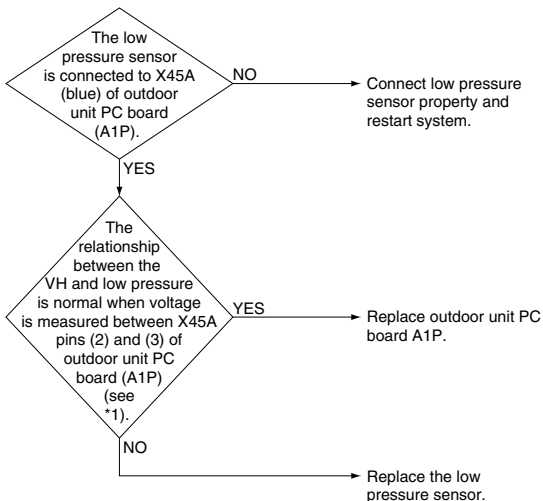 The low
pressure sensor
is connected to X45A
(blue) of outdoor
unit PC board
(A1P).
NO
Connect low pressure
sensor property and
restart system.
YES
The
relationship
between the
VH and low pressure
is normal when voltage
is measured between X45A
pins (2) and (3) of
outdoor unit PC
board (A1P)
(see
*1).
YES
Replace outdoor unit PC
board A1P.
NO
Replace the low
pressure sensor.